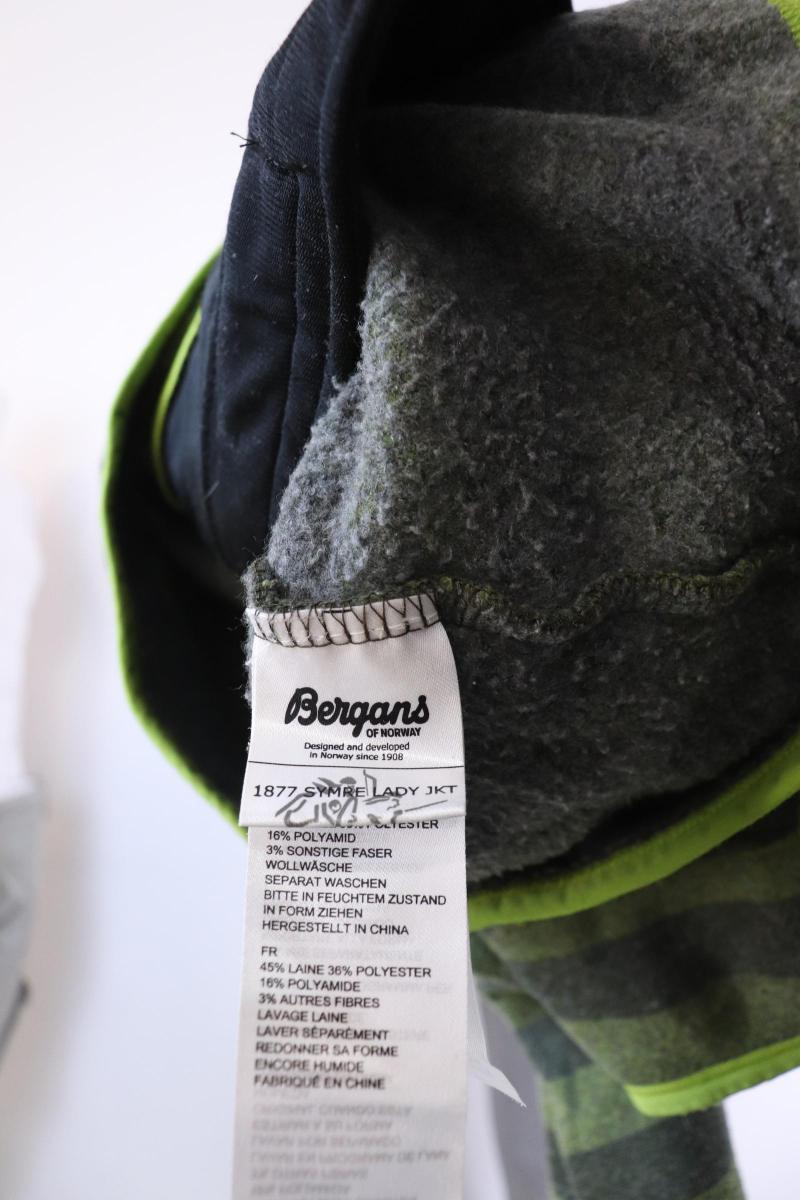 Bergans
OF NORWAY
Designed and developed
in Norway since 1908
1877 SYMRE LADY JKT
16% POLYAMID
3% SONSTIGE FASER
WOLLWÄSCHE
SEPARAT WASCHEN
BITTE IN FEUCHTEM ZUSTAND
IN FORM ZIEHEN
HERGESTELLT IN CHINA
FR
45% LAINE 36% POLYESTER
16% POLYAMIDE
3% AUTRES FIBRES
LAVAGE LAINE
LAVER SÉPARÉMENT
REDONNER SA FORME
ENCORE HUMIDE
FABRIQUÉ EN CHINE